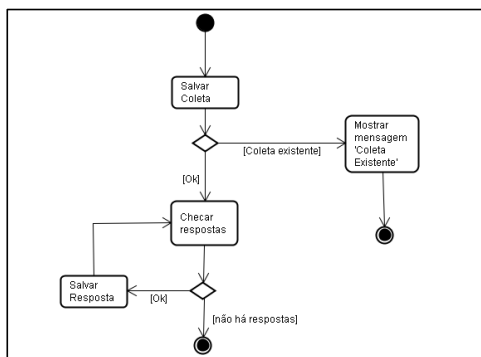 Salvar
Coleta
[Coleta existente]
Mostrar
mensagem
'Coleta
Existente'
[Ok]
Checar
respostas
Salvar
Resposta
[Ok]
[não há respostas]